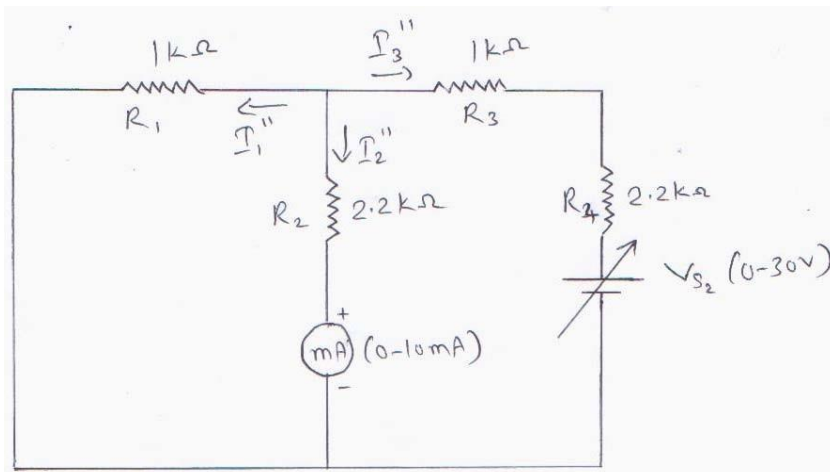 1kΩ
R1
I1"
I3"
1kΩ
R3
I2"
R2
2.2kΩ
R4
2.2kΩ
VS2 (0-30V)
+
mA (0-10mA)
-